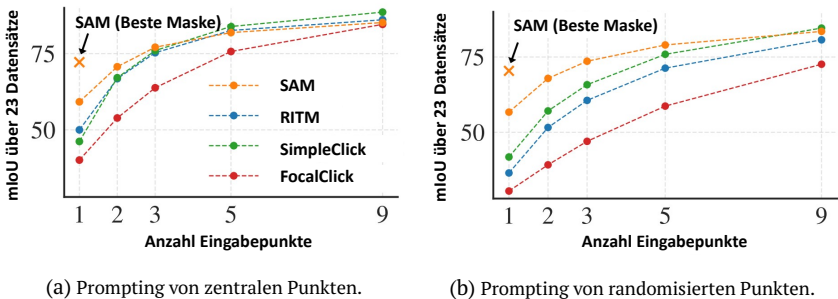 SAM (Beste Maske)
mIoU über 23 Datensätze
75
50
SAM
RITM
SimpleClick
FocalClick
1 2 3 5 9
Anzahl Eingabepunkte
(a) Prompting von zentralen Punkten.
SAM (Beste Maske)
mIoU über 23 Datensätze
75
50
1 2 3 5 9
Anzahl Eingabepunkte
(b) Prompting von randomisierten Punkten.